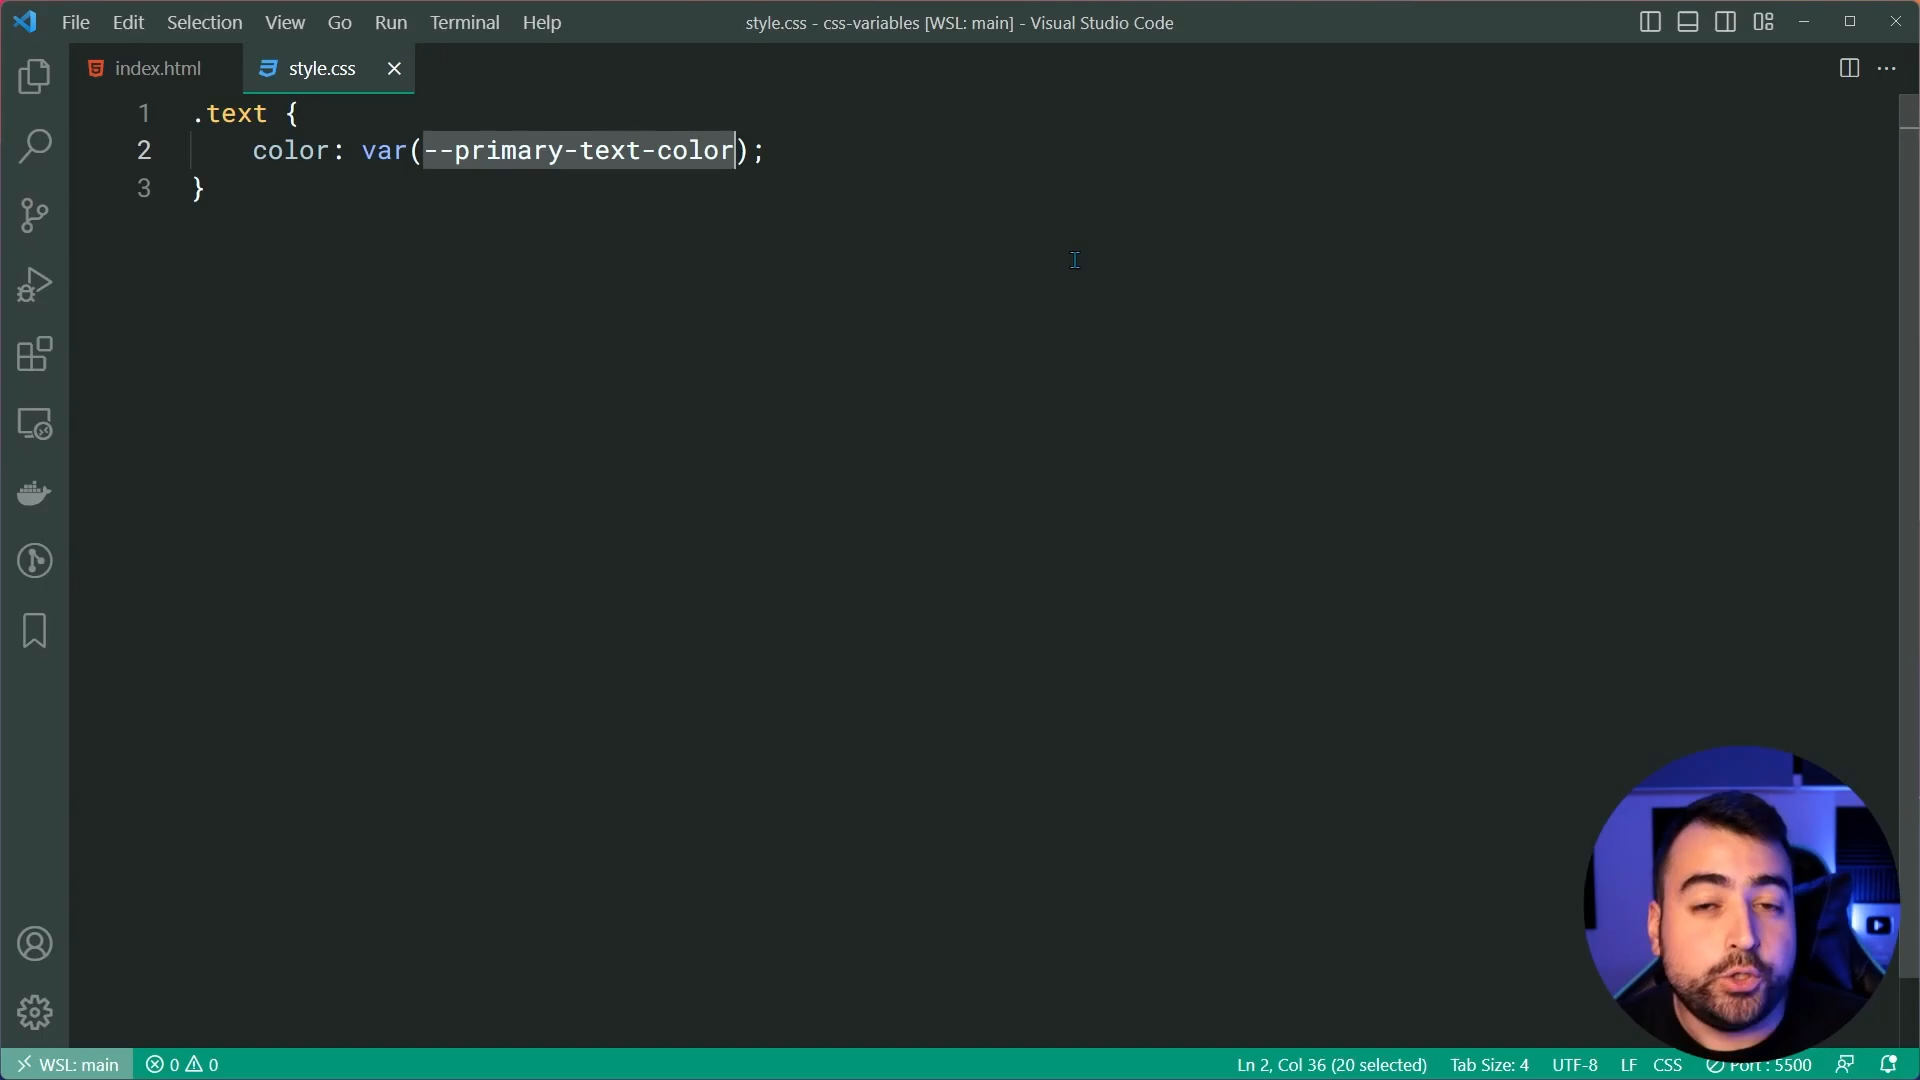 File Edit Selection View Go Run Terminal Help
style.css - css-variables [WSL: main] - Visual Studio Code
index.html style.css
1 .text {
2 color: var(--primary-text-color);
3 }
WSL: main 0 0 Ln 2, Col 36 (20 selected) Tab Size: 4 UTF-8 LF CSS Port : 5500